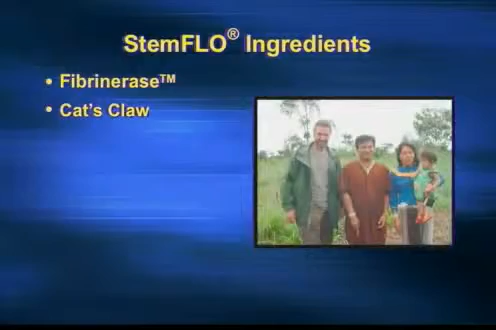 StemFLO® Ingredients
• Fibrinerase™
• Cat's Claw